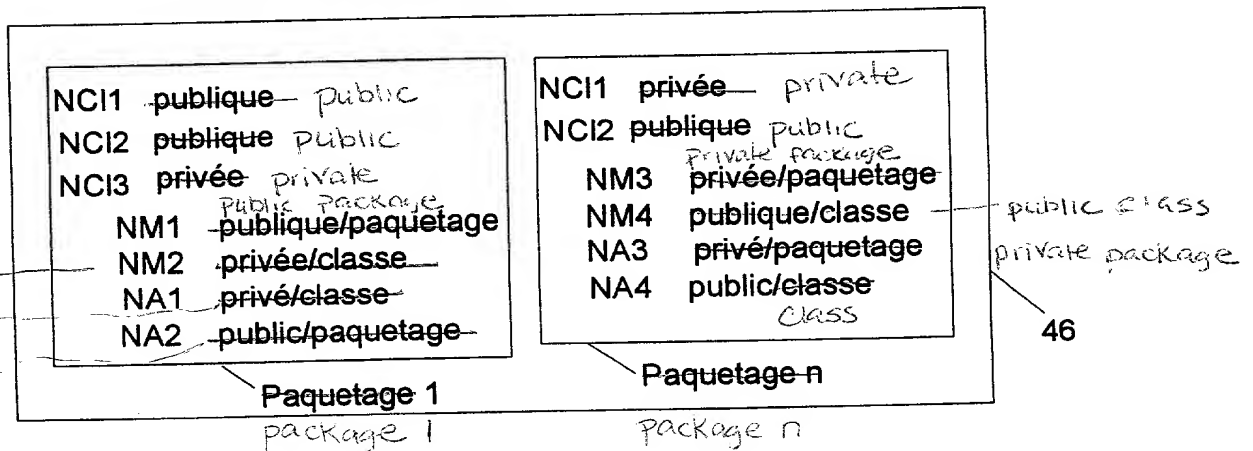 NCI1 publique public
NCI2 publique public
NCI3 privée private
public package
NM1 publique/paquetage
NM2 privée/classe
NA1 privé/classe
NA2 public/paquetage
Paquetage 1
package 1
NCI1 privée private
NCI2 publique public
private package
NM3 privée/paquetage
NM4 publique/classe public class
NA3 privé/paquetage private package
NA4 public/classe
class
Paquetage n
package n
46